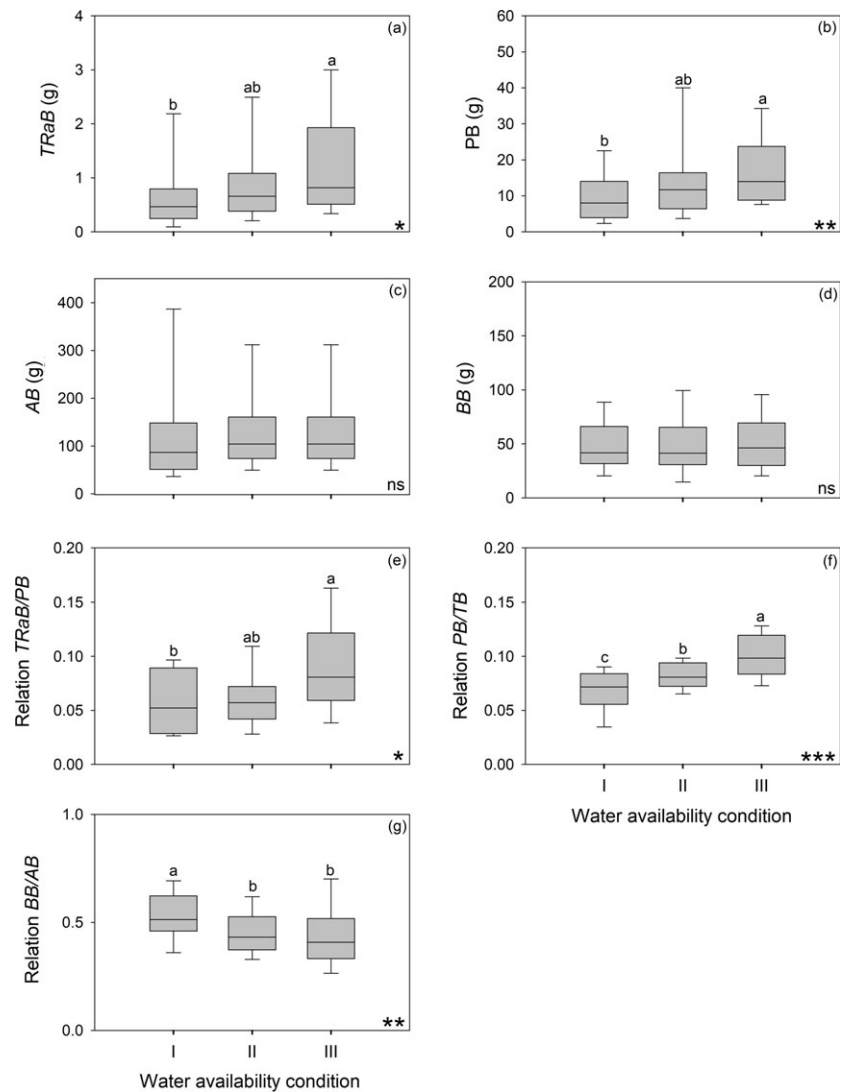 (a)
4
3
2
1
0
TRaB (g)
b
ab
a
*
(b)
60
50
40
30
20
10
0
PB (g)
b
ab
a
**
(c)
400
300
200
100
0
AB (g)
ns
(d)
200
150
100
50
0
BB (g)
ns
(e)
0.20
0.15
0.10
0.05
0.00
Relation TRaB/PB
b
ab
a
*
(f)
0.20
0.15
0.10
0.05
0.00
Relation PB/TB
c
b
a
***
I II III
Water availability condition
(g)
1.0
0.5
0.0
Relation BB/AB
a
b
b
**
I II III
Water availability condition